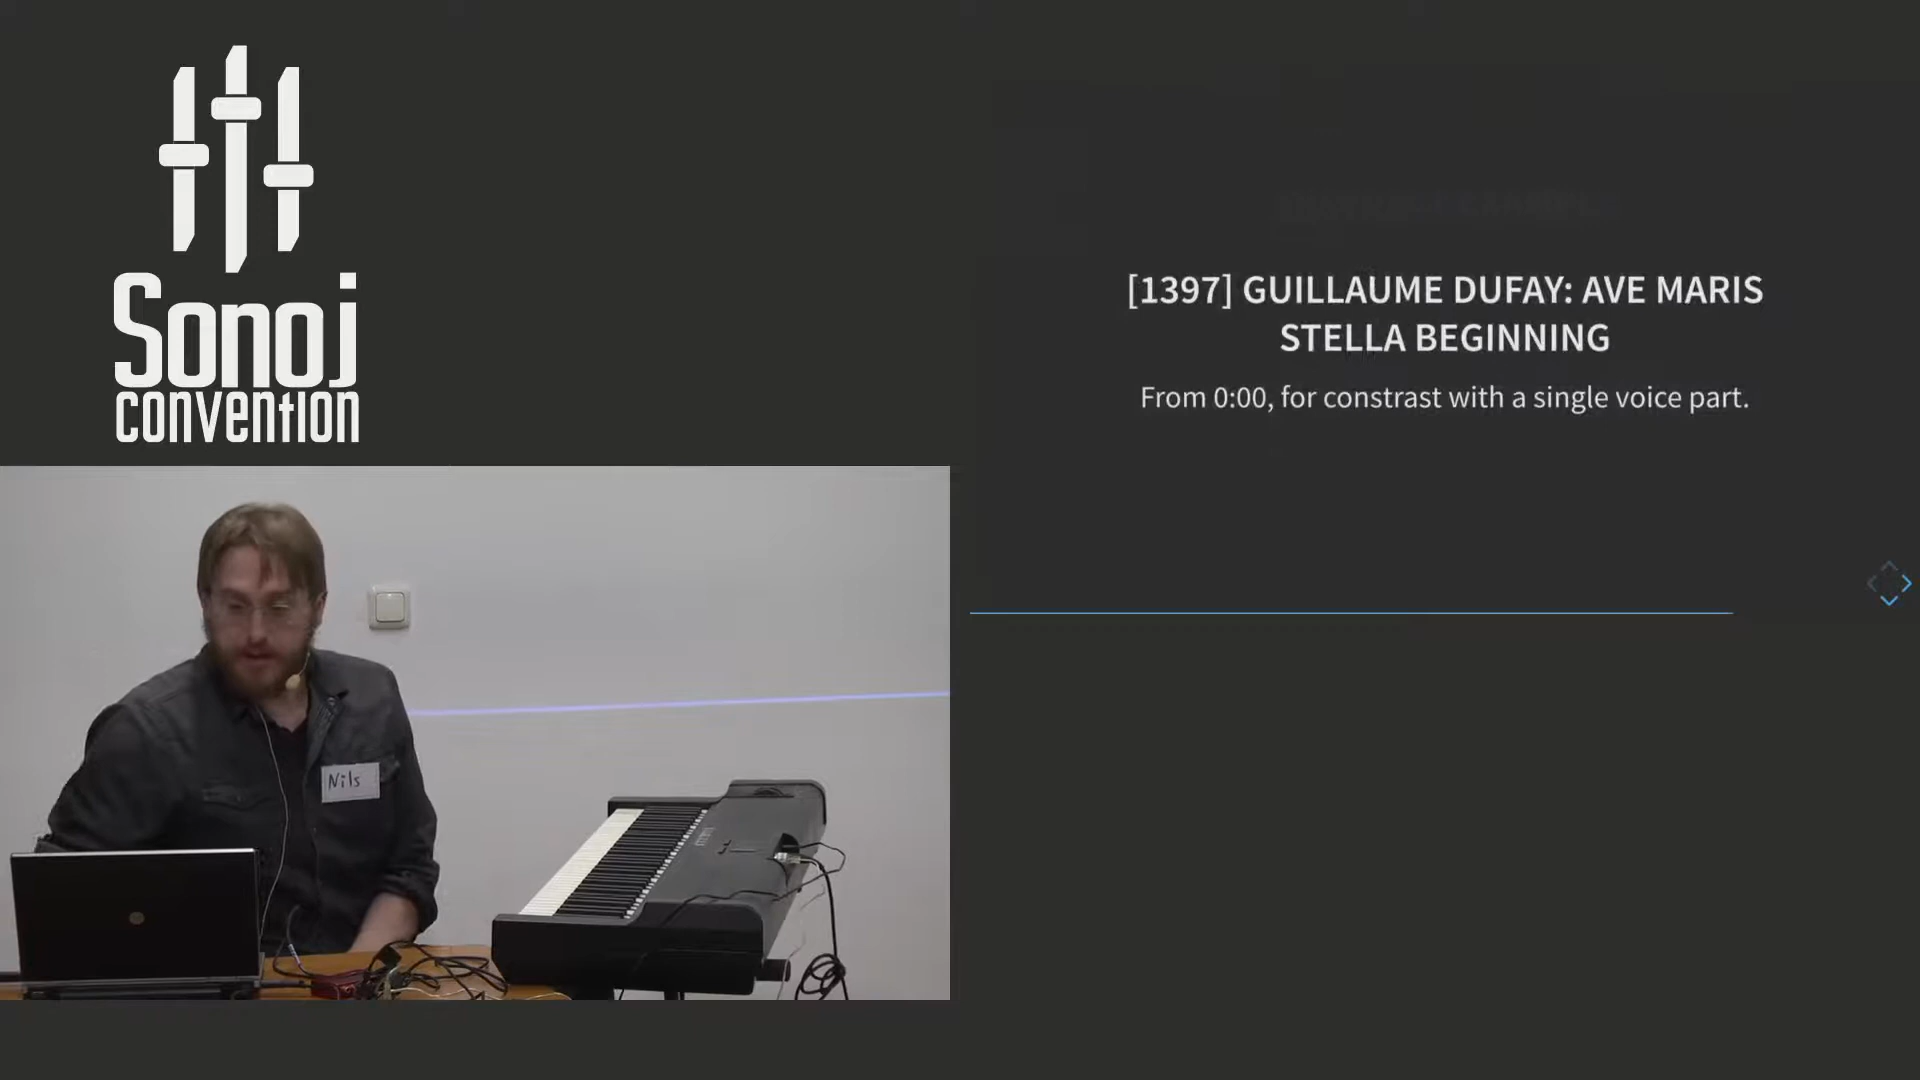 Sonoj
convention
[1397] GUILLAUME DUFAY: AVE MARIS
STELLA BEGINNING
From 0:00, for constrast with a single voice part.
Nils